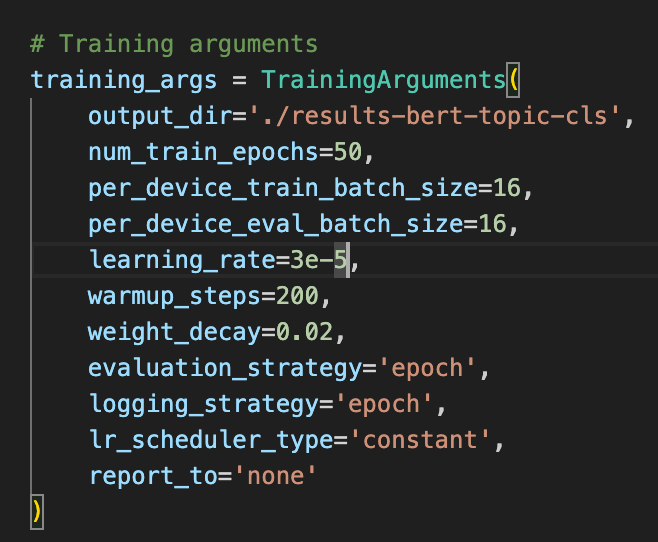 # Training arguments
training_args = TrainingArguments(
    output_dir='./results-bert-topic-cls',
    num_train_epochs=50,
    per_device_train_batch_size=16,
    per_device_eval_batch_size=16,
    learning_rate=3e-5,
    warmup_steps=200,
    weight_decay=0.02,
    evaluation_strategy='epoch',
    logging_strategy='epoch',
    lr_scheduler_type='constant',
    report_to='none'
)